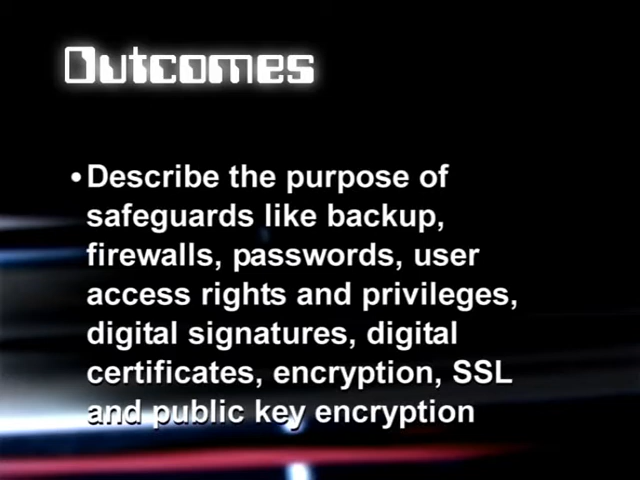 Outcomes
• Describe the purpose of
safeguards like backup,
firewalls, passwords, user
access rights and privileges,
digital signatures, digital
certificates, encryption, SSL
and public key encryption